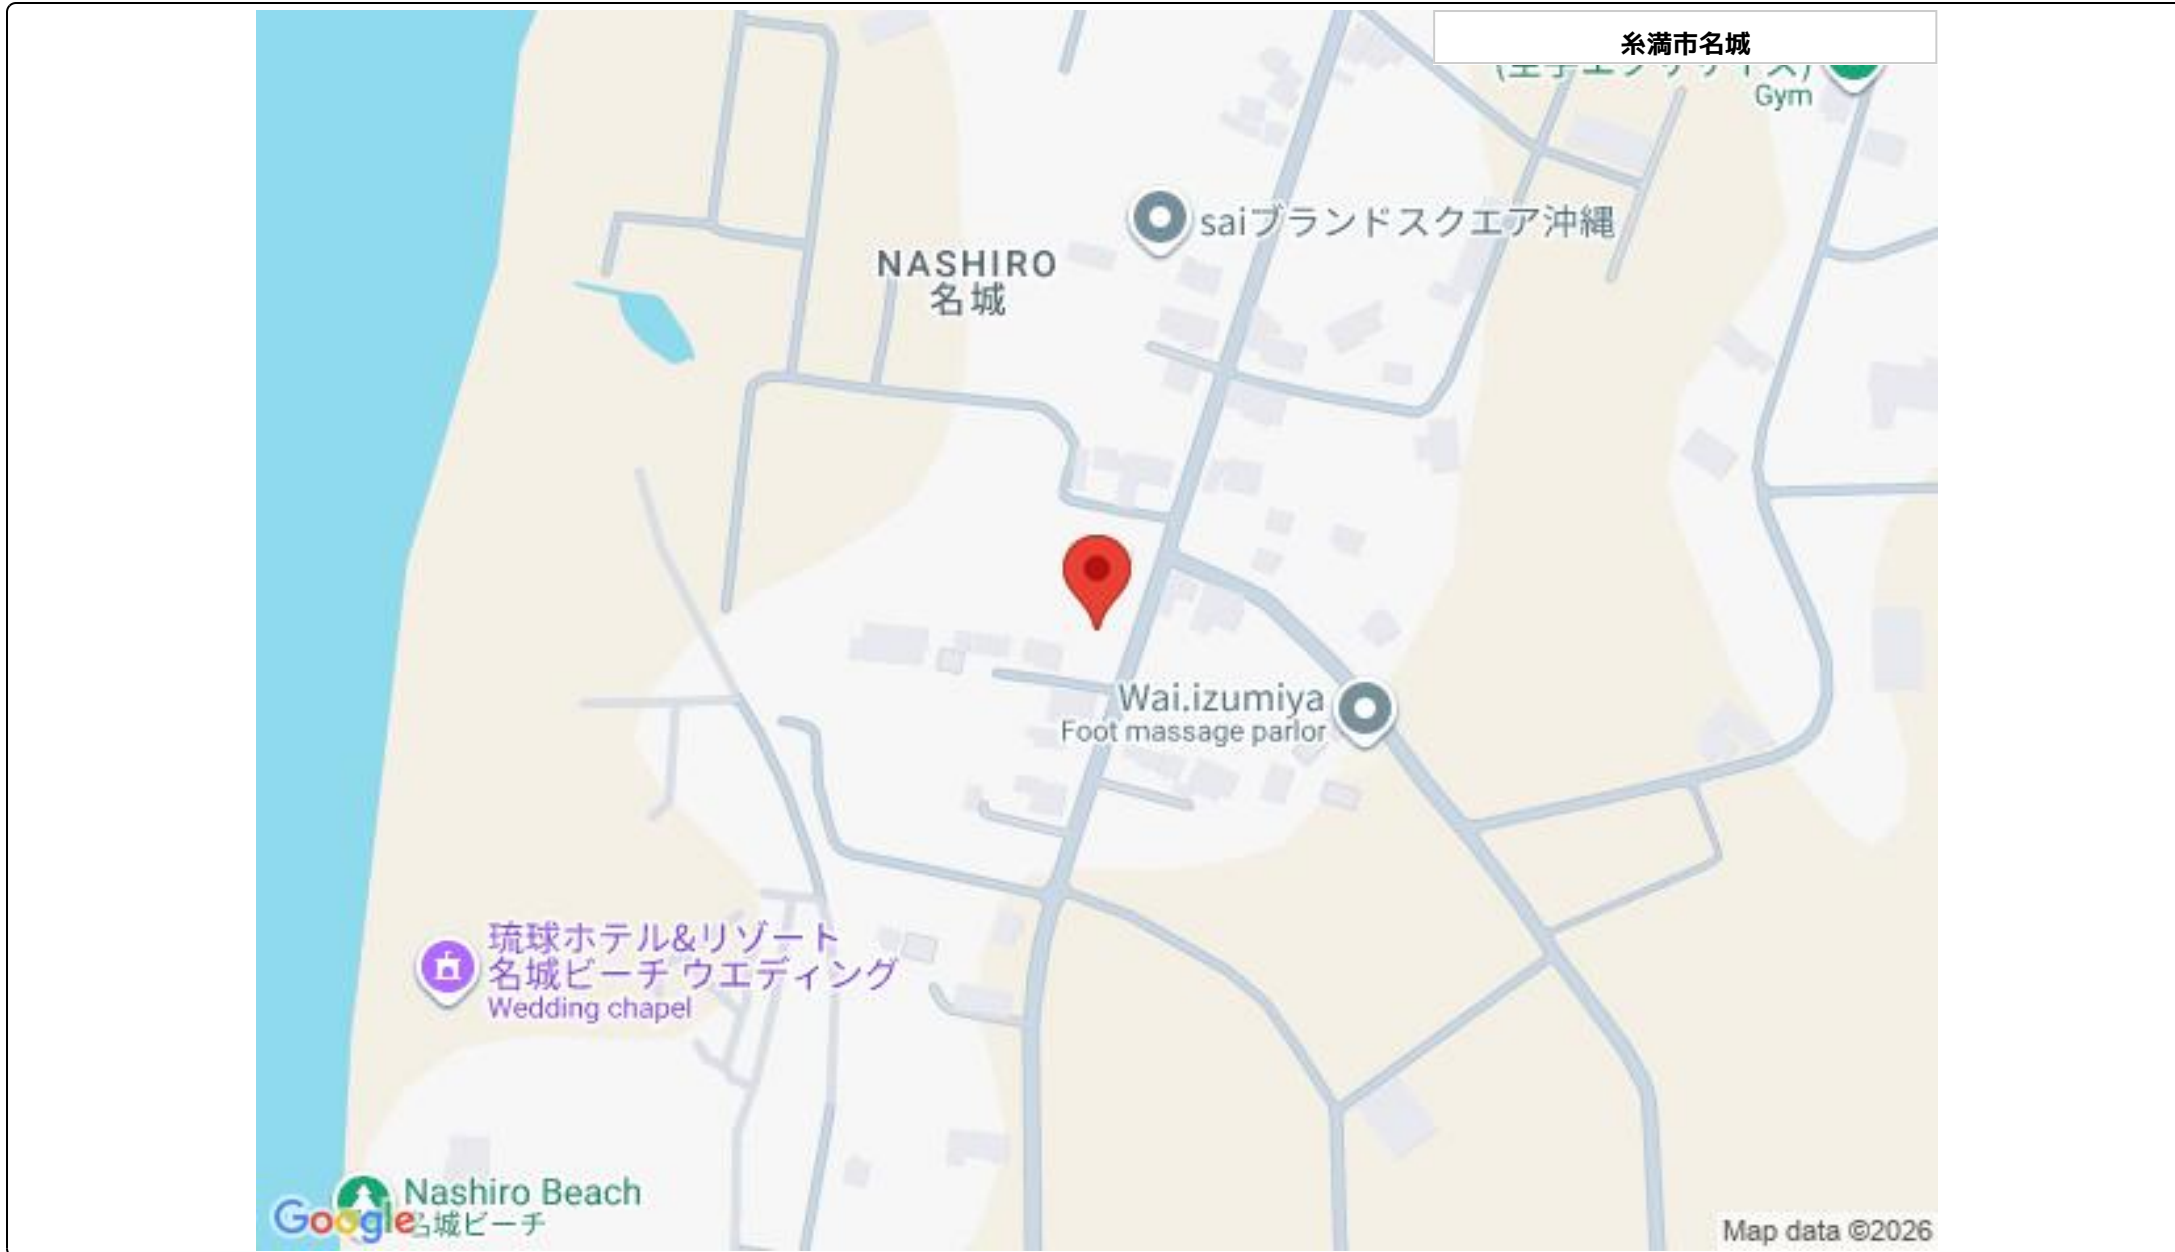 糸満市名城
Gym
saiブランドスクエア沖縄
NASHIRO
名城
Wai.izumiya
Foot massage parlor
琉球ホテル&リゾート
名城ビーチ ウエディング
Wedding chapel
Nashiro Beach
名城ビーチ
Google
Map data ©2026